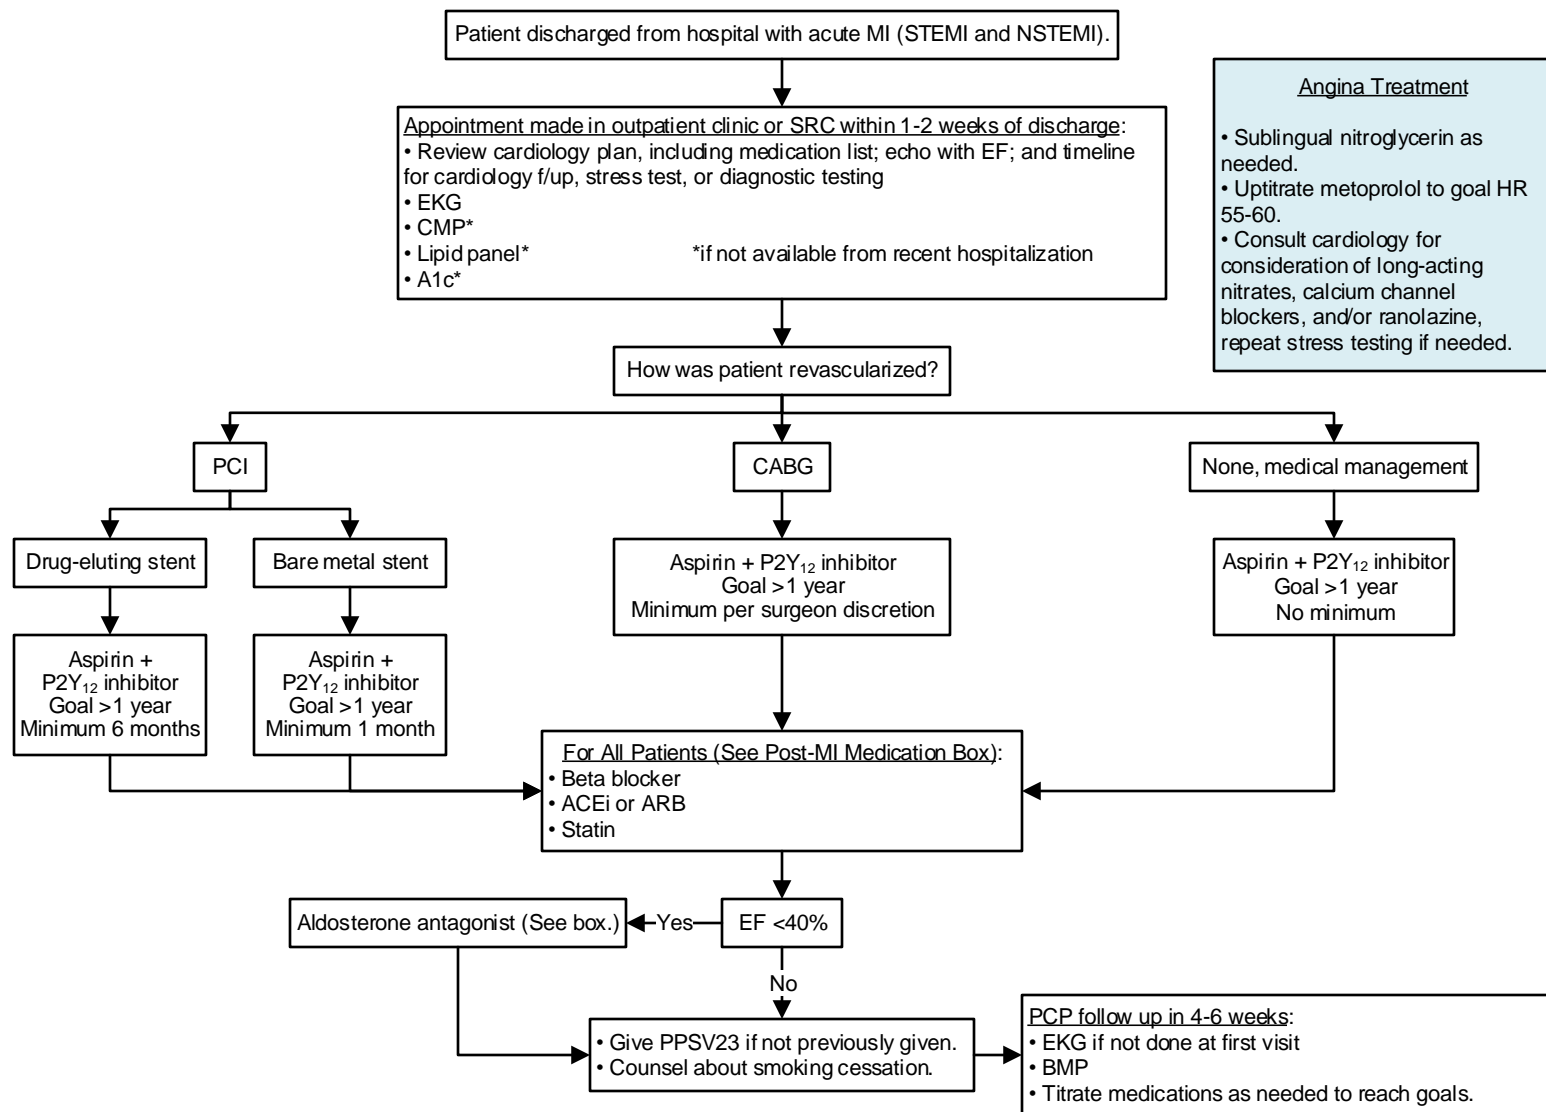 Patient discharged from hospital with acute MI (STEMI and NSTEMI).
Angina Treatment
• Sublingual nitroglycerin as
needed.
• Uptitrate metoprolol to goal HR
55-60.
• Consult cardiology for
consideration of long-acting
nitrates, calcium channel
blockers, and/or ranolazine,
repeat stress testing if needed.
Appointment made in outpatient clinic or SRC within 1-2 weeks of discharge:
• Review cardiology plan, including medication list; echo with EF; and timeline
for cardiology f/up, stress test, or diagnostic testing
• EKG
• CMP*
• Lipid panel* *if not available from recent hospitalization
• A1c*
How was patient revascularized?
PCI
CABG
None, medical management
Drug-eluting stent
Bare metal stent
Aspirin + P2Y₁₂ inhibitor
Goal >1 year
Minimum per surgeon discretion
Aspirin + P2Y₁₂ inhibitor
Goal >1 year
No minimum
Aspirin +
P2Y₁₂ inhibitor
Goal >1 year
Minimum 6 months
Aspirin +
P2Y₁₂ inhibitor
Goal >1 year
Minimum 1 month
For All Patients (See Post-MI Medication Box):
• Beta blocker
• ACEi or ARB
• Statin
Aldosterone antagonist (See box.)
Yes
EF <40%
No
• Give PPSV23 if not previously given.
• Counsel about smoking cessation.
PCP follow up in 4-6 weeks:
• EKG if not done at first visit
• BMP
• Titrate medications as needed to reach goals.